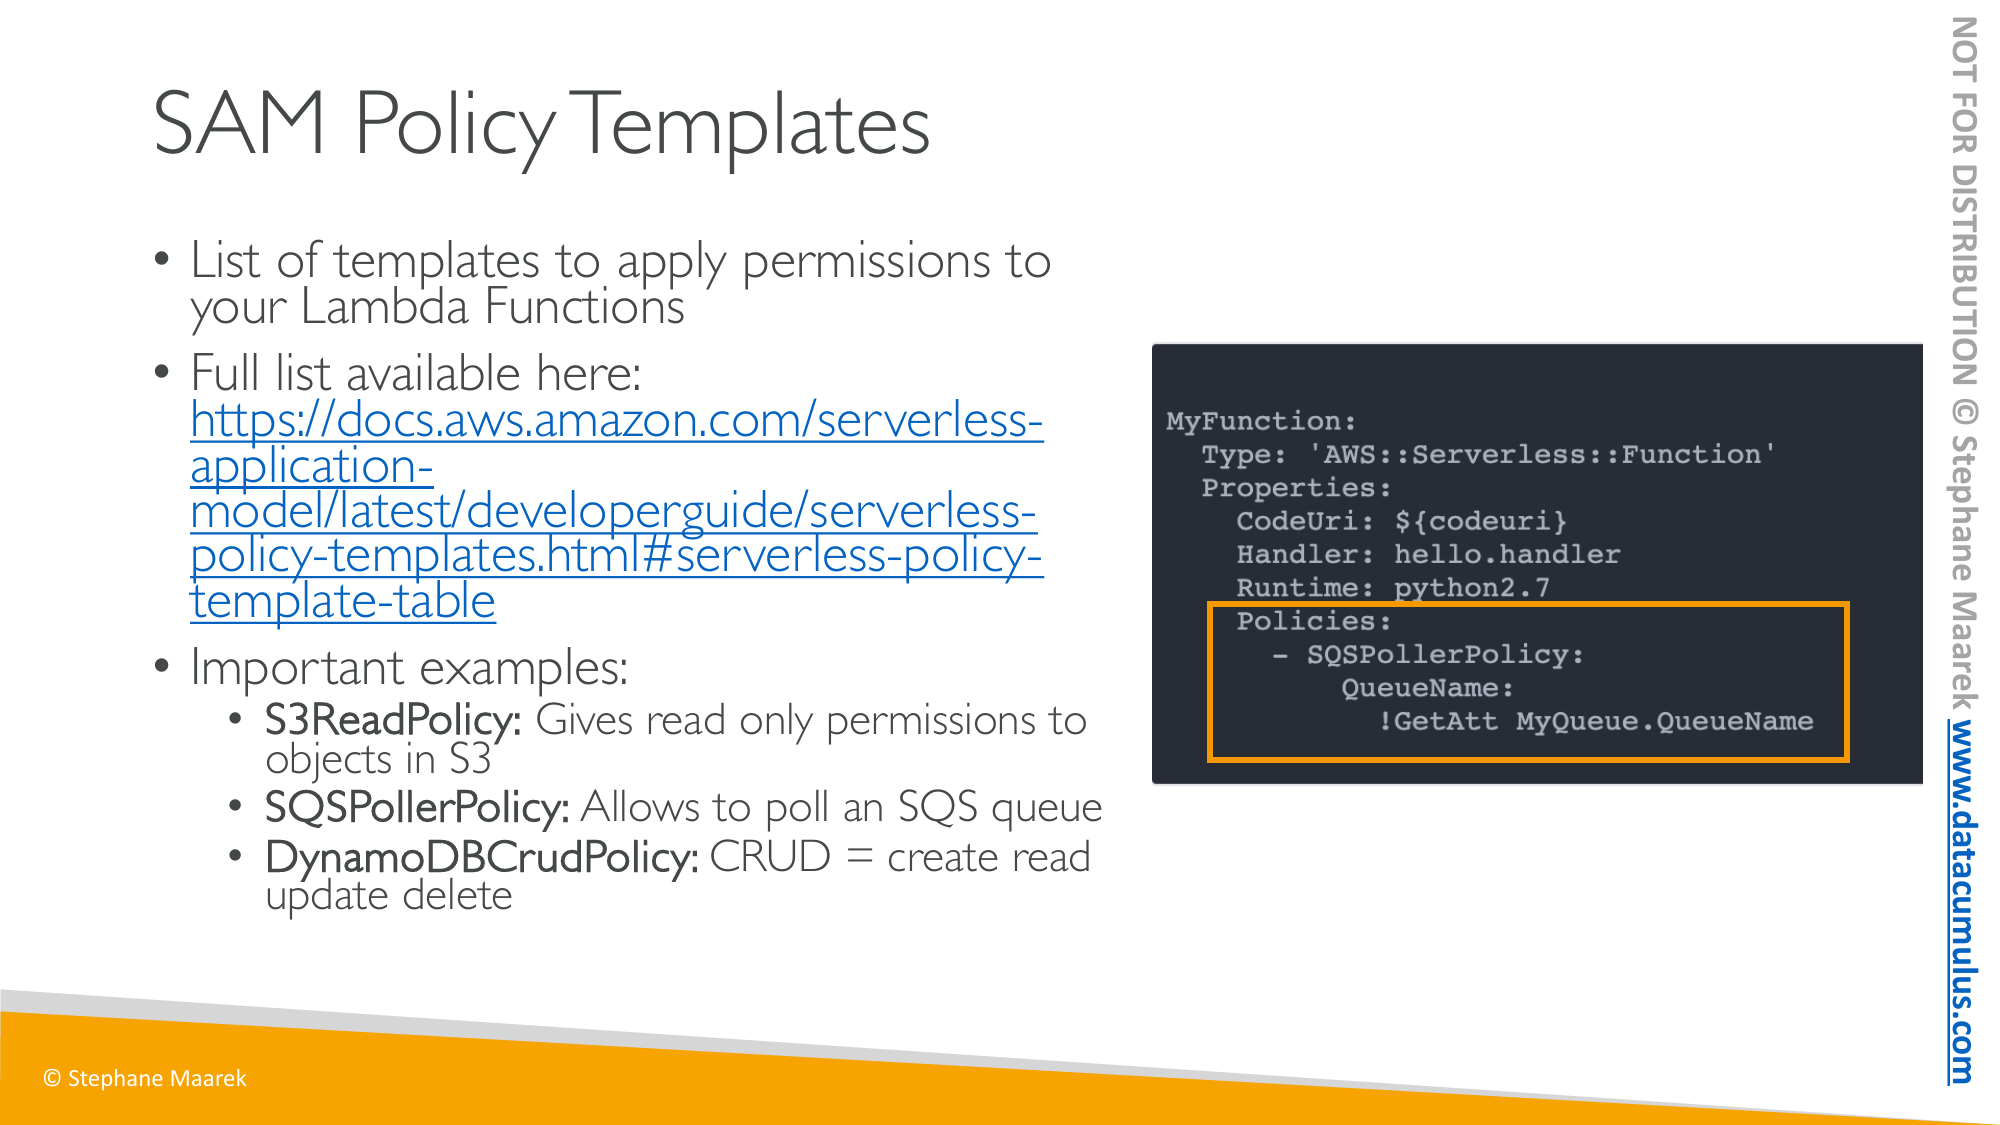 SAM Policy Templates
• List of templates to apply permissions to
your Lambda Functions
• Full list available here:
https://docs.aws.amazon.com/serverless-
application-
model/latest/developerguide/serverless-
policy-templates.html#serverless-policy-
template-table
• Important examples:
• S3ReadPolicy: Gives read only permissions to
objects in S3
• SQSPollerPolicy: Allows to poll an SQS queue
• DynamoDBCrudPolicy: CRUD = create read
update delete
MyFunction:
  Type: 'AWS::Serverless::Function'
  Properties:
    CodeUri: ${codeuri}
    Handler: hello.handler
    Runtime: python2.7
    Policies:
      - SQSPollerPolicy:
          QueueName:
            !GetAtt MyQueue.QueueName
NOT FOR DISTRIBUTION © Stephane Maarek www.datacumulus.com
© Stephane Maarek